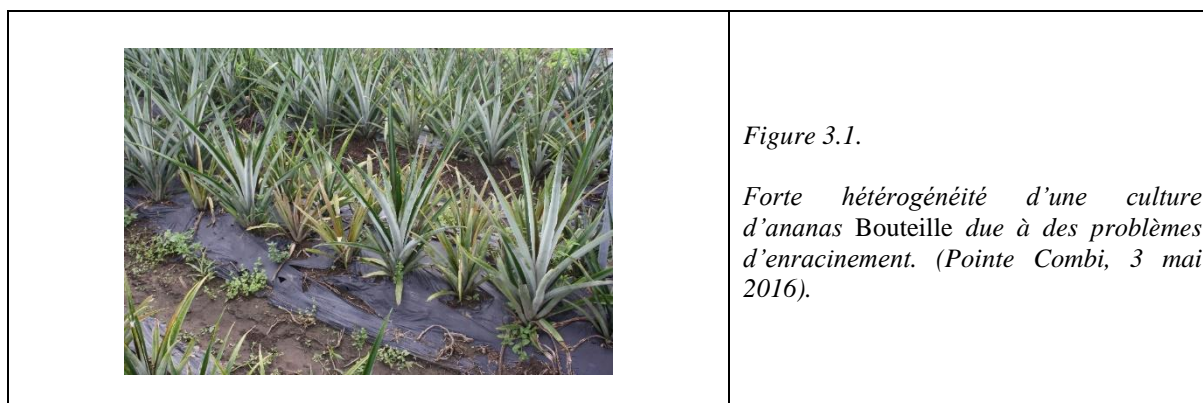 Figure 3.1.
Forte hétérogénéité d'une culture
d'ananas Bouteille due à des problèmes
d'enracinement. (Pointe Combi, 3 mai
2016).